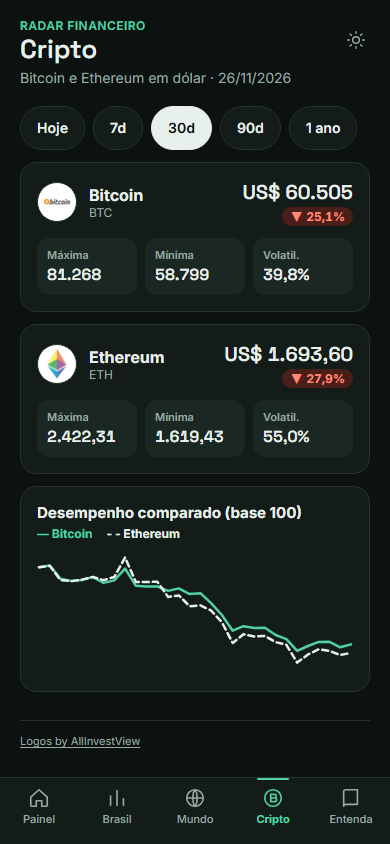 RADAR FINANCEIRO
Cripto
Bitcoin e Ethereum em dólar · 26/11/2026
Hoje 7d 30d 90d 1 ano
bitcoin
Bitcoin US$ 60.505
BTC ▼ 25,1%
Máxima Mínima Volatil.
81.268 58.799 39,8%
Ethereum US$ 1.693,60
ETH ▼ 27,9%
Máxima Mínima Volatil.
2.422,31 1.619,43 55,0%
Desempenho comparado (base 100)
— Bitcoin - - Ethereum
Logos by AllInvestView
Painel Brasil Mundo Cripto Entenda